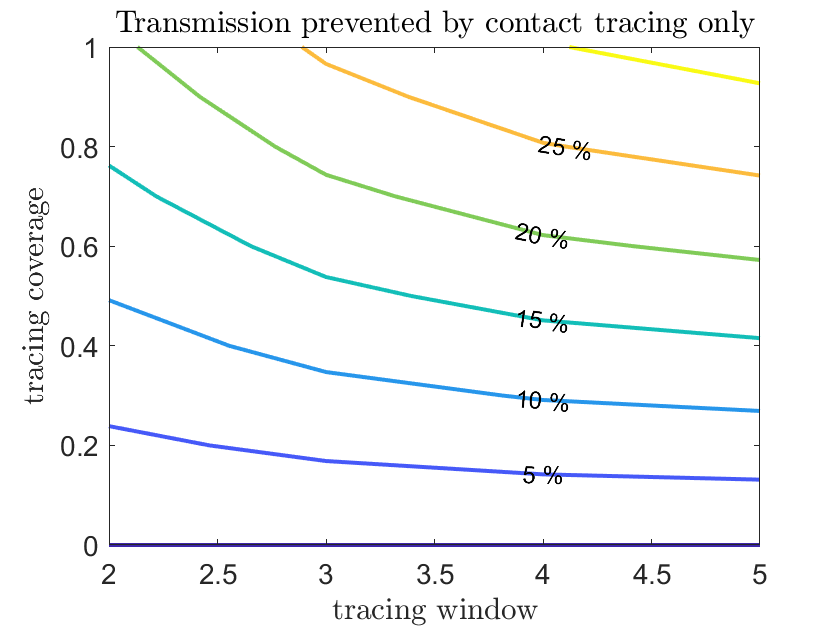 Transmission prevented by contact tracing only
1
0.8
0.6
0.4
0.2
0
tracing coverage
25 %
20 %
15 %
10 %
5 %
2 2.5 3 3.5 4 4.5 5
tracing window